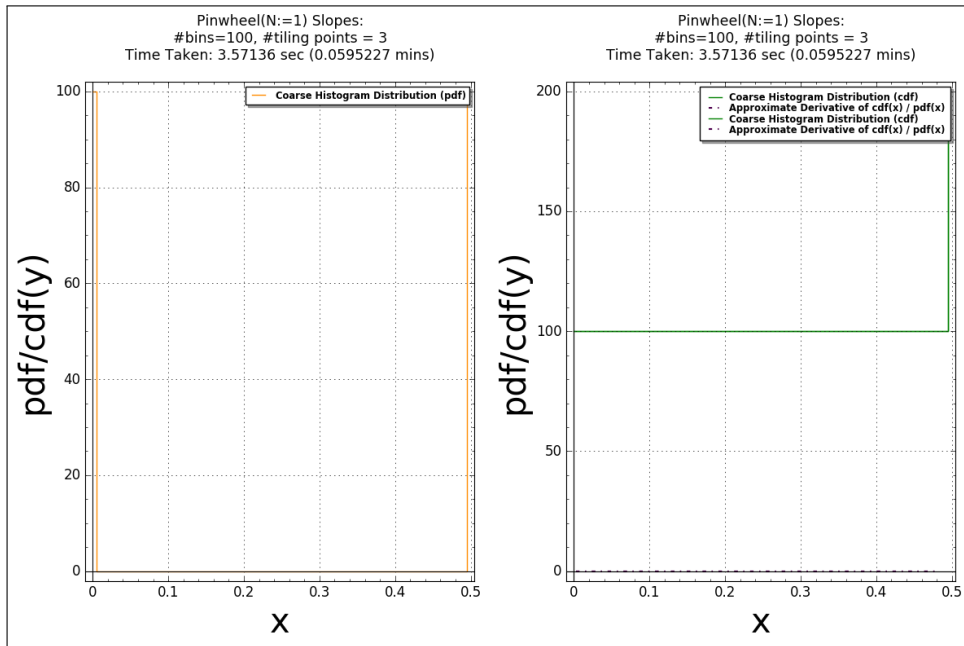 Pinwheel(N:=1) Slopes:
#bins=100, #tiling points = 3
Time Taken: 3.57136 sec (0.0595227 mins)
Coarse Histogram Distribution (pdf)
100
80
60
40
20
0
pdf/cdf(y)
0 0.1 0.2 0.3 0.4 0.5
x
Pinwheel(N:=1) Slopes:
#bins=100, #tiling points = 3
Time Taken: 3.57136 sec (0.0595227 mins)
Coarse Histogram Distribution (cdf)
Approximate Derivative of cdf(x) / pdf(x)
Coarse Histogram Distribution (cdf)
Approximate Derivative of cdf(x) / pdf(x)
200
150
100
50
0
pdf/cdf(y)
0 0.1 0.2 0.3 0.4 0.5
x